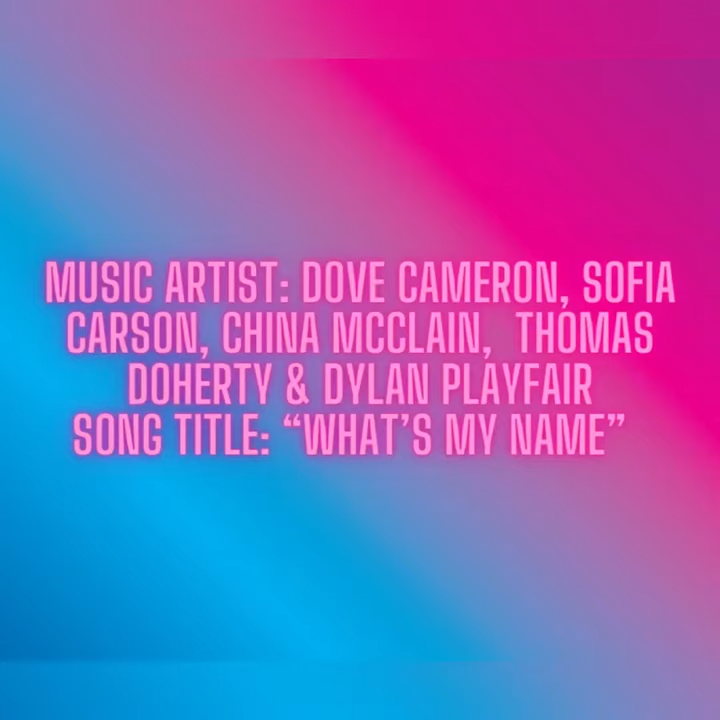 MUSIC ARTIST: DOVE CAMERON, SOFIA
CARSON, CHINA MCCLAIN, THOMAS
DOHERTY & DYLAN PLAYFAIR
SONG TITLE: “WHAT’S MY NAME”